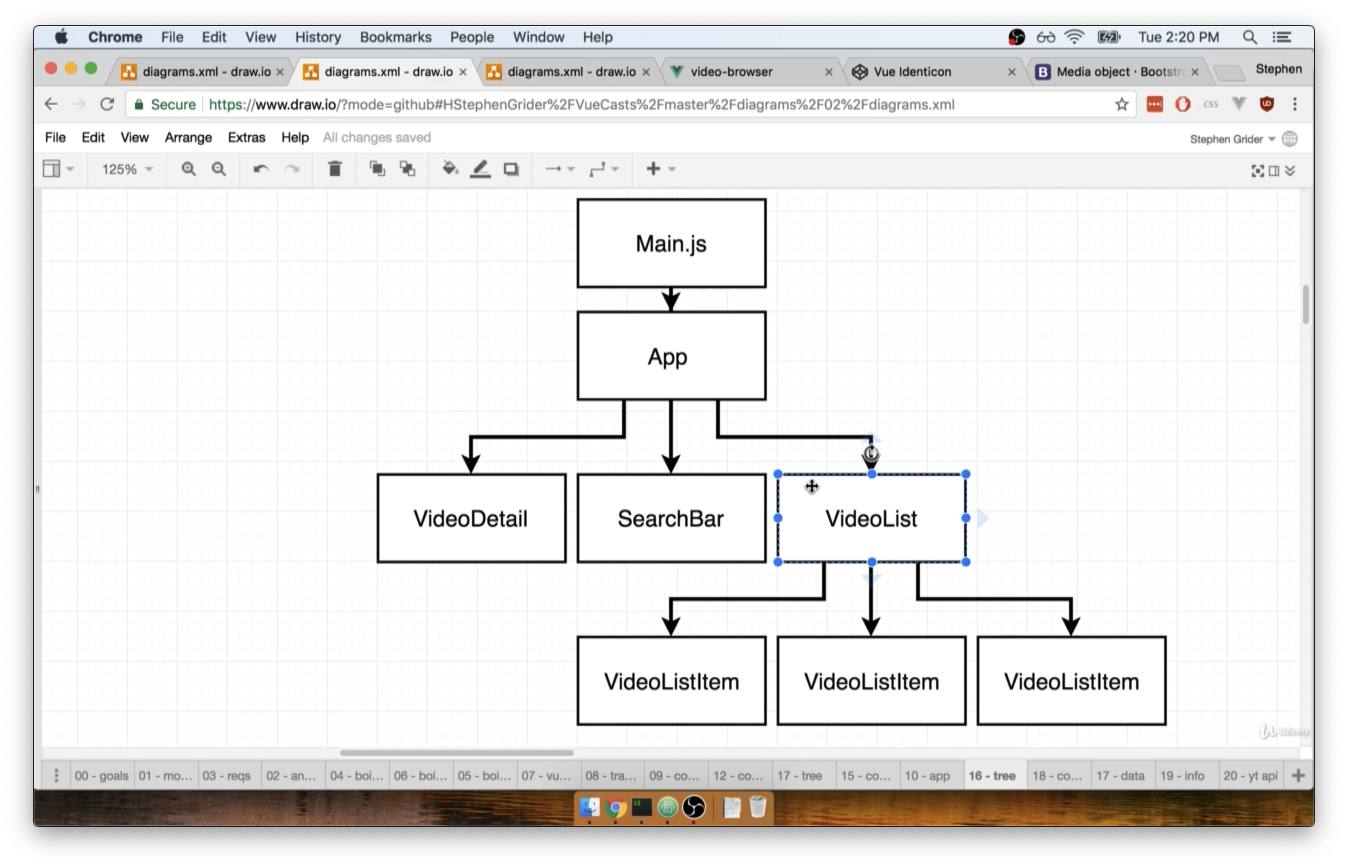 Chrome File Edit View History Bookmarks People Window Help Tue 2:20 PM
diagrams.xml - draw.io diagrams.xml - draw.io diagrams.xml - draw.io video-browser Vue Identicon Media object · Bootstr Stephen
Secure https://www.draw.io/?mode=github#HStephenGrider%2FVueCasts%2Fmaster%2Fdiagrams%2F02%2Fdiagrams.xml CSS
File Edit View Arrange Extras Help All changes saved Stephen Grider
125%
Main.js
App
VideoDetail SearchBar VideoList
VideoListItem VideoListItem VideoListItem
Udemy
00 - goals 01 - mo... 03 - reqs 02 - an... 04 - boi... 06 - boi... 05 - boi... 07 - vu... 08 - tra... 09 - co... 12 - co... 17 - tree 15 - co... 10 - app 16 - tree 18 - co... 17 - data 19 - info 20 - yt api